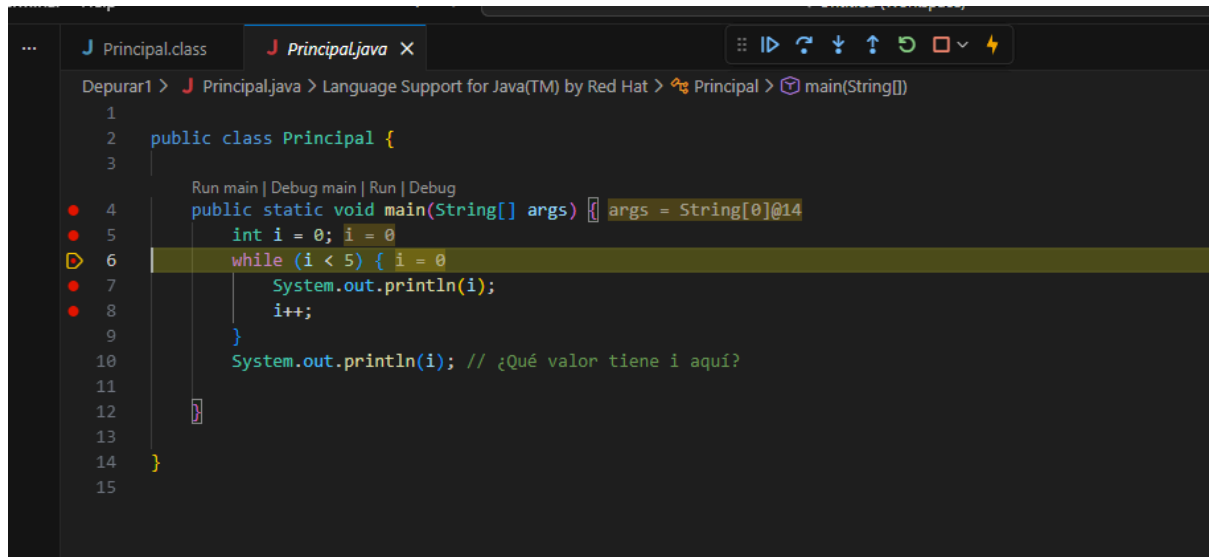 J Principal.class J Principal.java ×
Depurar1 > J Principal.java > Language Support for Java(TM) by Red Hat > Principal > main(String[])
1
2 public class Principal {
3
Run main | Debug main | Run | Debug
4 public static void main(String[] args) { args = String[0]@14
5 int i = 0; i = 0
6 while (i < 5) { i = 0
7 System.out.println(i);
8 i++;
9 }
10 System.out.println(i); // ¿Qué valor tiene i aquí?
11
12 }
13
14 }
15